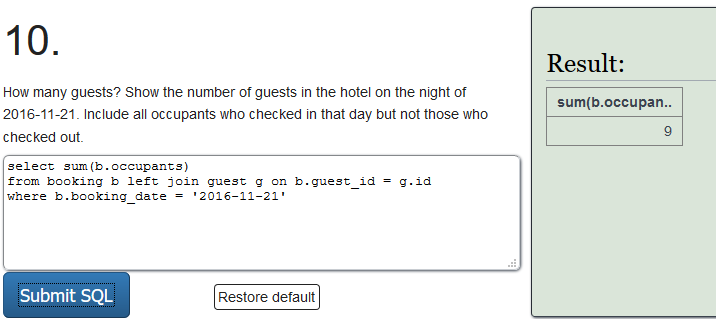 10.
How many guests? Show the number of guests in the hotel on the night of
2016-11-21. Include all occupants who checked in that day but not those who
checked out.
select sum(b.occupants)
from booking b left join guest g on b.guest_id = g.id
where b.booking_date = '2016-11-21'
Submit SQL
Restore default
Result:
sum(b.occupan..
9